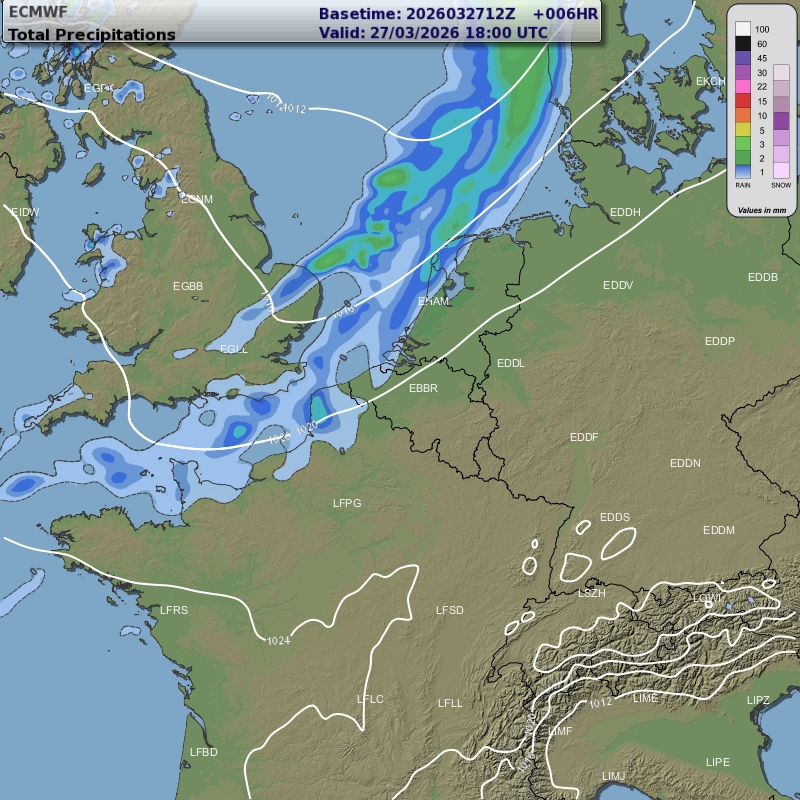 ECMWF
Basetime: 2026032712Z +006HR
Total Precipitations
Valid: 27/03/2026 18:00 UTC
100
60
45
30
22
15
10
5
3
2
1
RAIN SNOW
Values in mm
EKCH
EGNM
EIDW
EDDH
EGBB
EDDV
EDDB
EHAM
EDDP
EGLL
EDDL
EBBR
EDDF
EDDN
LFPG
EDDS
EDDM
LSZH
LOWI
LFRS
LFSD
LFLC
LFLL
LIME
LIPZ
LIMF
LFBD
LIPE
LIMJ
1012
1020
1024
1012